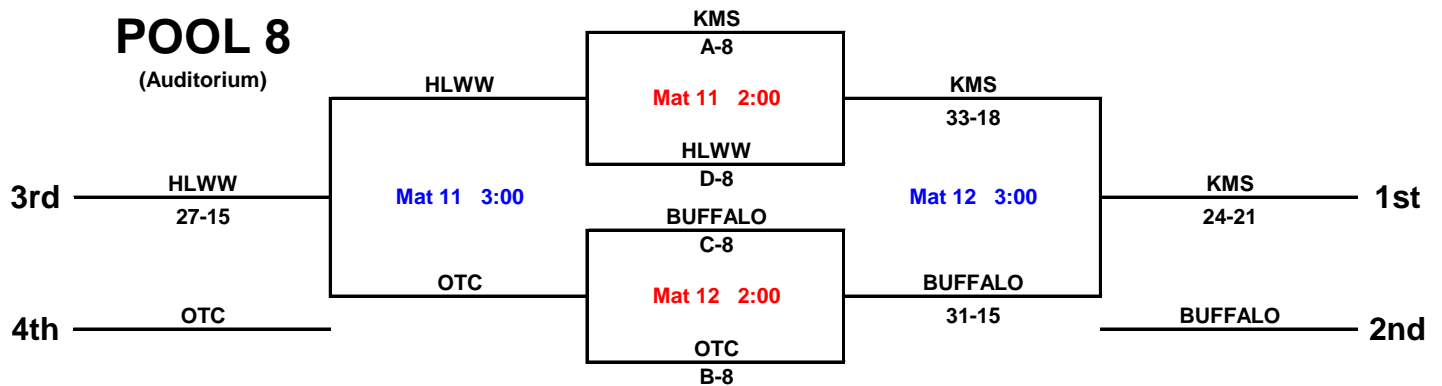 POOL 8
(Auditorium)
KMS
A-8
HLWW
Mat 11 2:00
KMS
33-18
HLWW
D-8
3rd
HLWW
27-15
Mat 11 3:00
Mat 12 3:00
KMS
24-21
1st
BUFFALO
C-8
OTC
Mat 12 2:00
BUFFALO
31-15
4th
OTC
BUFFALO
2nd
OTC
B-8